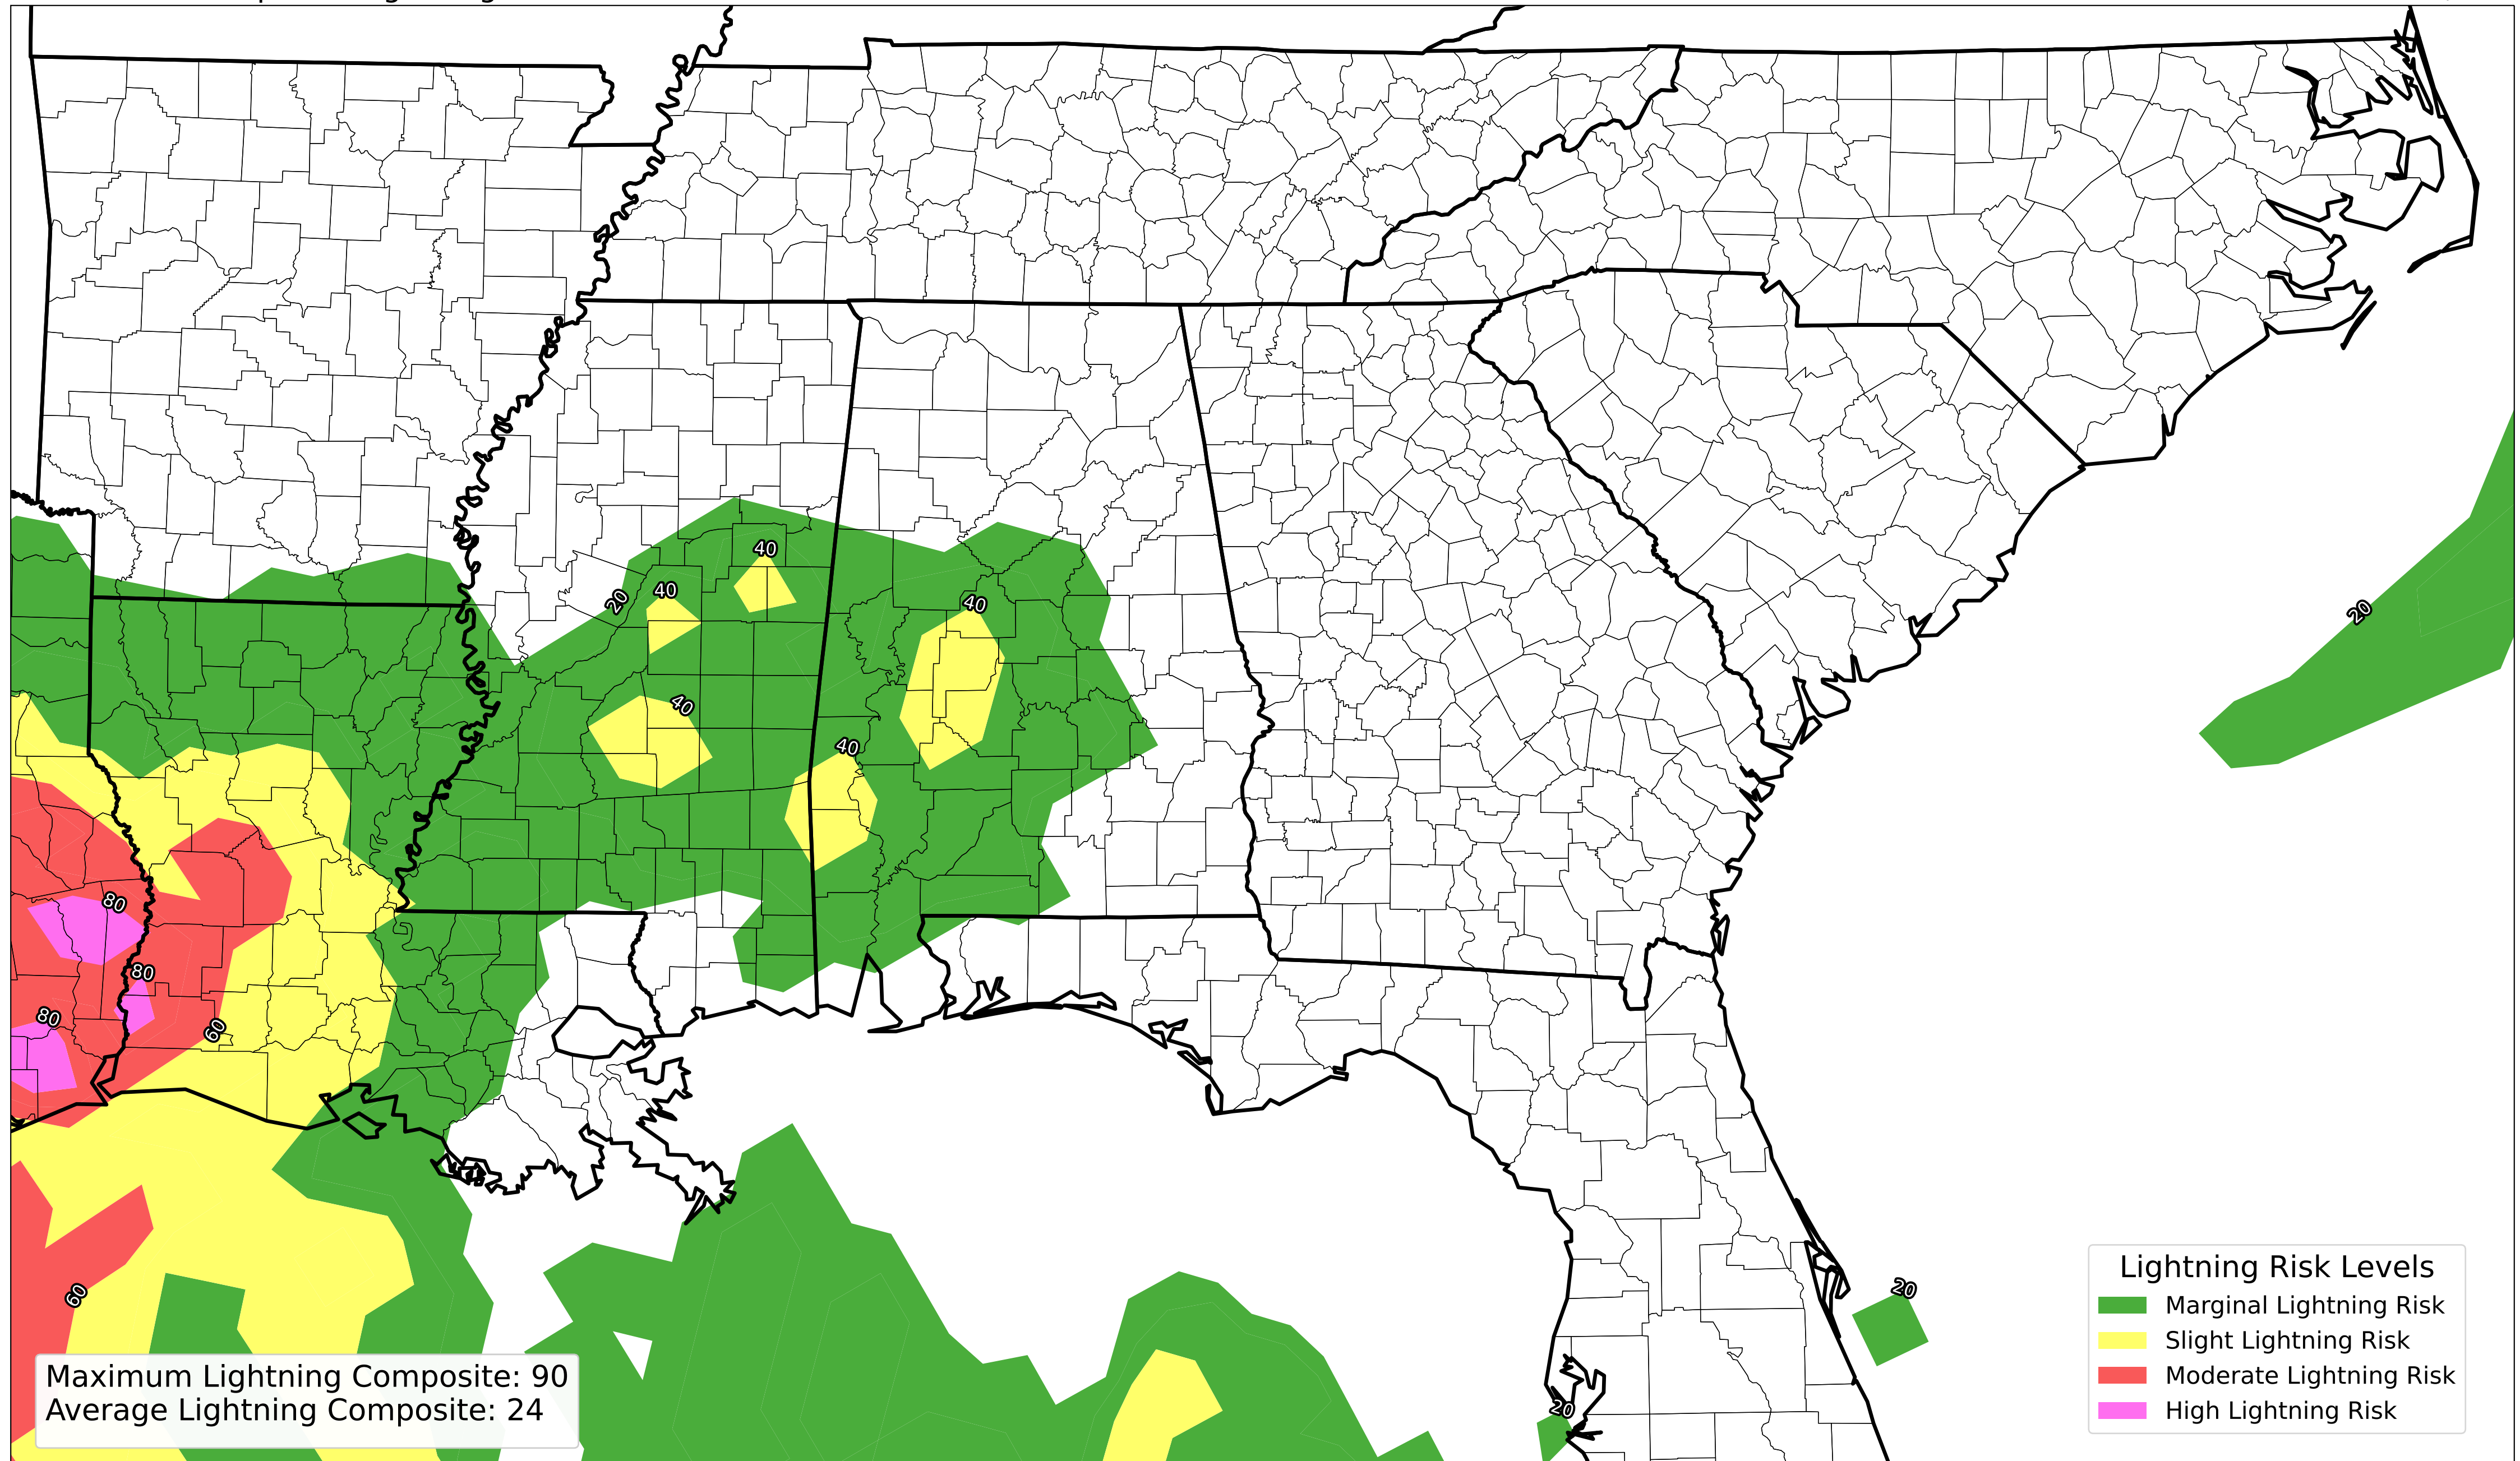 40
40
20
40
20
40
40
80
80
80
60
20
60
20
Lightning Risk Levels
Marginal Lightning Risk
Slight Lightning Risk
Moderate Lightning Risk
High Lightning Risk
Maximum Lightning Composite: 90
Average Lightning Composite: 24